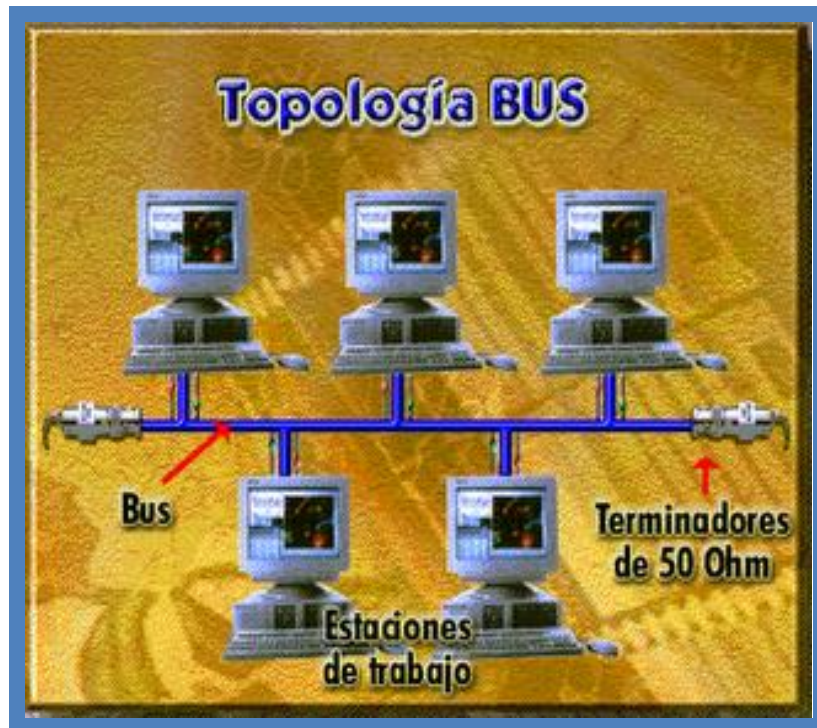 Topología BUS
Bus
Terminadores
de 50 Ohm
Estaciones
de trabajo